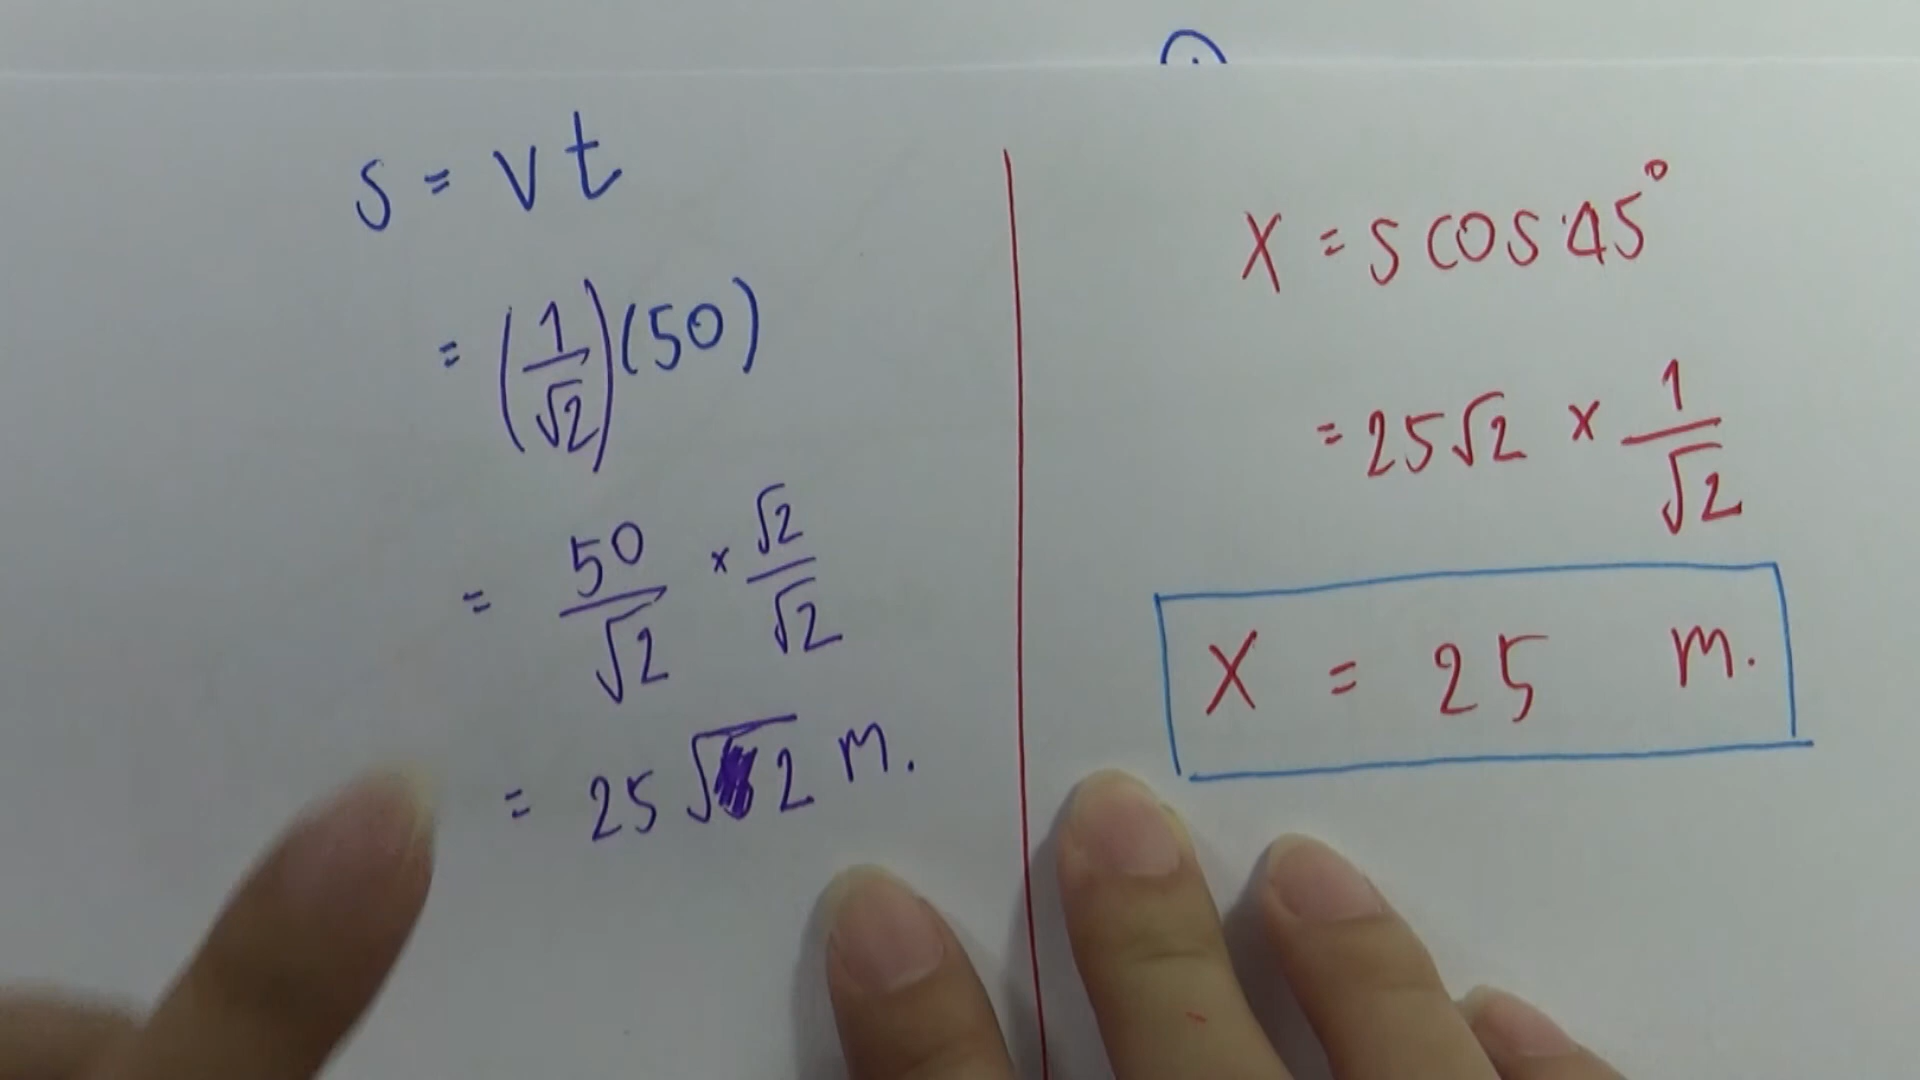 s = vt
= (1/√2)(50)
= 50/√2 × √2/√2
= 25√2 m.
X = s cos 45°
= 25√2 × 1/√2
X = 25 m.